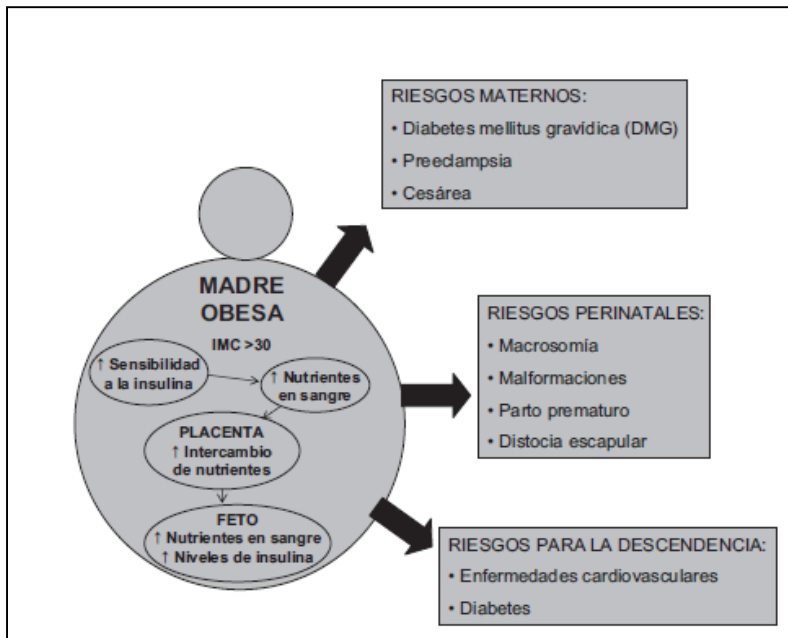 RIESGOS MATERNOS:
• Diabetes mellitus gravídica (DMG)
• Preeclampsia
• Cesárea
MADRE
OBESA
IMC >30
↑ Sensibilidad
a la insulina
↑ Nutrientes
en sangre
PLACENTA
↑ Intercambio
de nutrientes
FETO
↑ Nutrientes en sangre
↑ Niveles de insulina
RIESGOS PERINATALES:
• Macrosomía
• Malformaciones
• Parto prematuro
• Distocia escapular
RIESGOS PARA LA DESCENDENCIA:
• Enfermedades cardiovasculares
• Diabetes